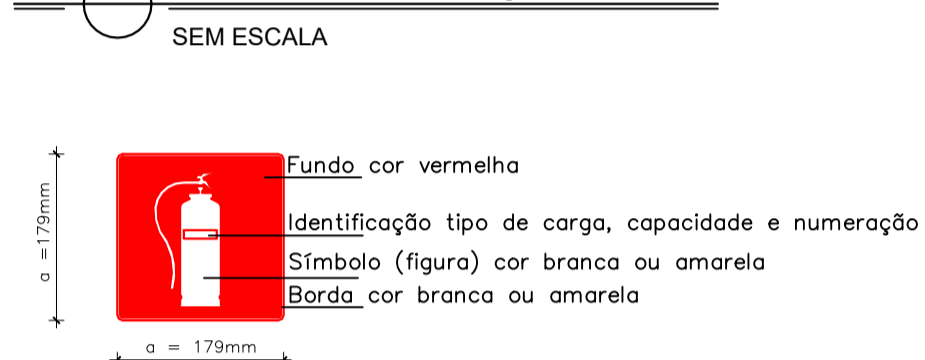 SEM ESCALA
Fundo cor vermelha
a =179mm
Identificação tipo de carga, capacidade e numeração
Símbolo (figura) cor branca ou amarela
Borda cor branca ou amarela
a = 179mm